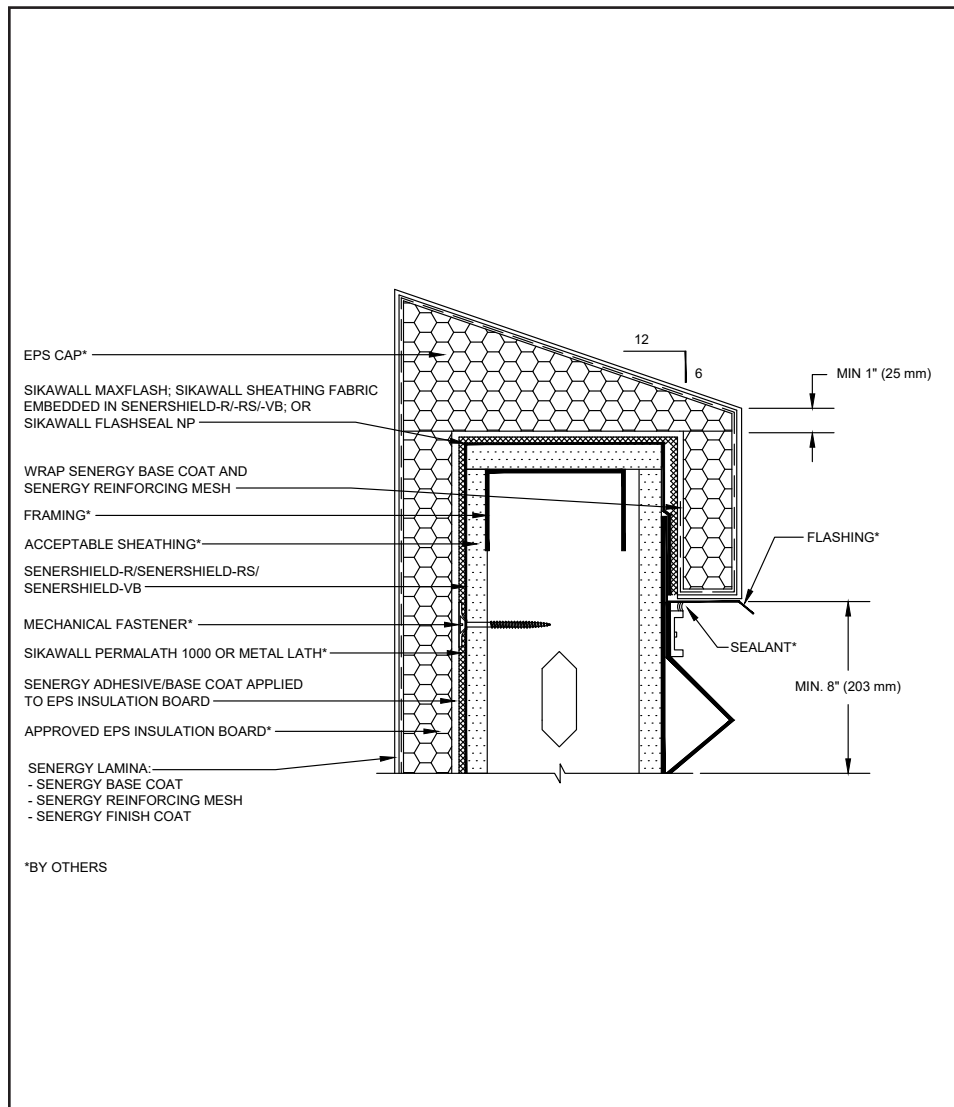 EPS CAP*
SIKAWALL MAXFLASH; SIKAWALL SHEATHING FABRIC
EMBEDDED IN SENERSHIELD-R/-RS/-VB; OR
SIKAWALL FLASHSEAL NP
WRAP SENERGY BASE COAT AND
SENERGY REINFORCING MESH
FRAMING*
ACCEPTABLE SHEATHING*
SENERSHIELD-R/SENERSHIELD-RS/
SENERSHIELD-VB
MECHANICAL FASTENER*
SIKAWALL PERMALATH 1000 OR METAL LATH*
SENERGY ADHESIVE/BASE COAT APPLIED
TO EPS INSULATION BOARD
APPROVED EPS INSULATION BOARD*
SENERGY LAMINA:
- SENERGY BASE COAT
- SENERGY REINFORCING MESH
- SENERGY FINISH COAT
*BY OTHERS
12
6
MIN 1" (25 mm)
FLASHING*
SEALANT*
MIN. 8" (203 mm)